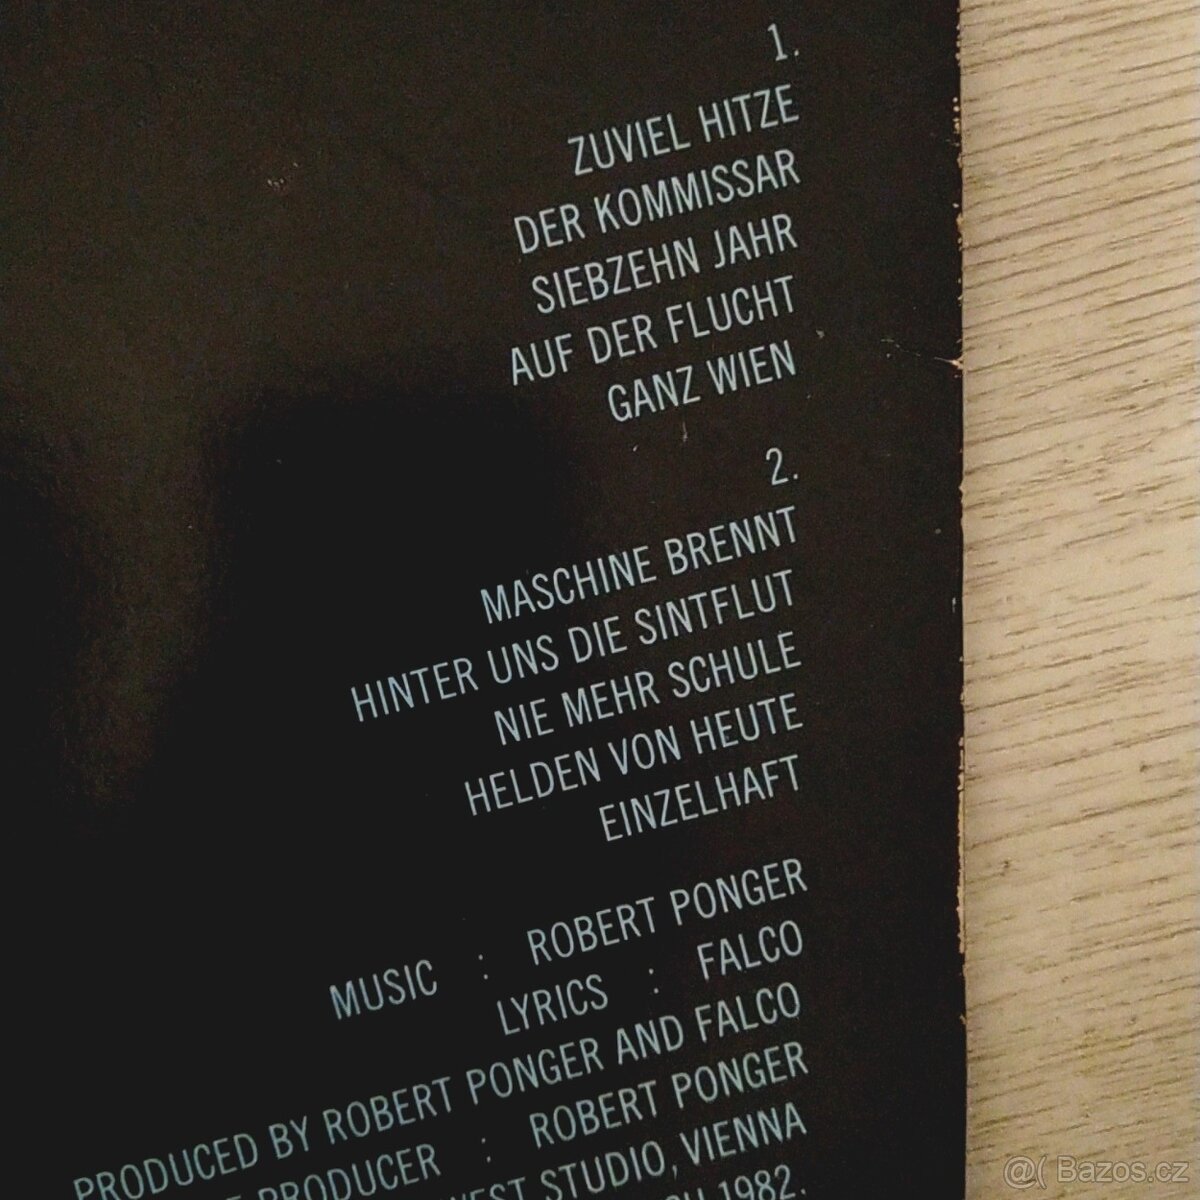 1.
ZUVIEL HITZE
DER KOMMISSAR
SIEBZEHN JAHR
AUF DER FLUCHT
GANZ WIEN
2.
MASCHINE BRENNT
HINTER UNS DIE SINTFLUT
NIE MEHR SCHULE
HELDEN VON HEUTE
EINZELHAFT
MUSIC : ROBERT PONGER
LYRICS : FALCO
PRODUCED BY ROBERT PONGER AND FALCO
PRODUCER : ROBERT PONGER
STUDIO, VIENNA
1982.
@( Bazos.cz